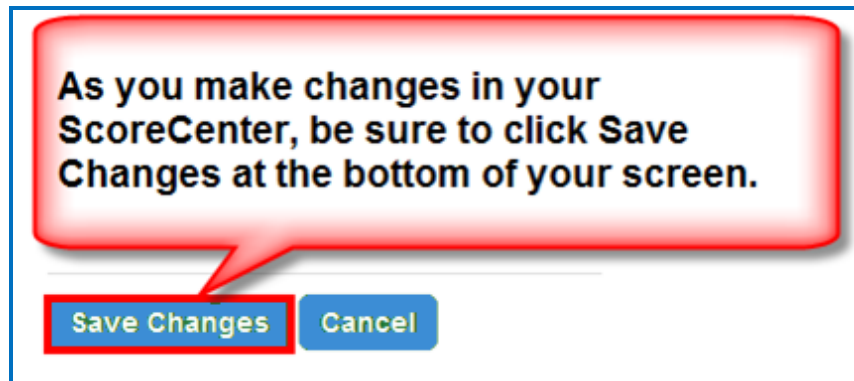 As you make changes in your
ScoreCenter, be sure to click Save
Changes at the bottom of your screen.
Save Changes Cancel